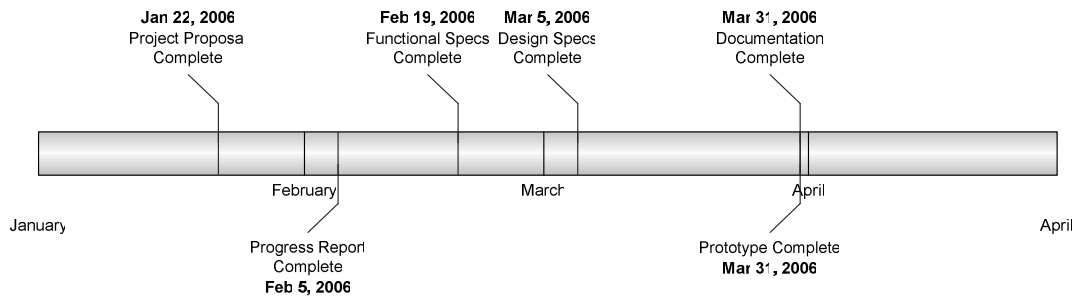 Jan 22, 2006
Project Proposa
Complete
Feb 19, 2006
Functional Specs
Complete
Mar 5, 2006
Design Specs
Complete
Mar 31, 2006
Documentation
Complete
February
March
April
January
April
Progress Report
Complete
Feb 5, 2006
Prototype Complete
Mar 31, 2006